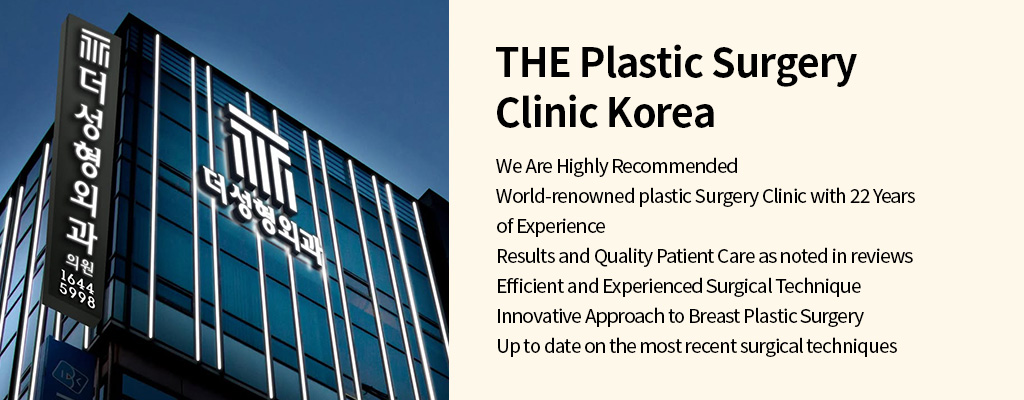 더성형외과
의원
1644
5998
더성형외과
IBK
THE Plastic Surgery
Clinic Korea
We Are Highly Recommended
World-renowned plastic Surgery Clinic with 22 Years
of Experience
Results and Quality Patient Care as noted in reviews
Efficient and Experienced Surgical Technique
Innovative Approach to Breast Plastic Surgery
Up to date on the most recent surgical techniques